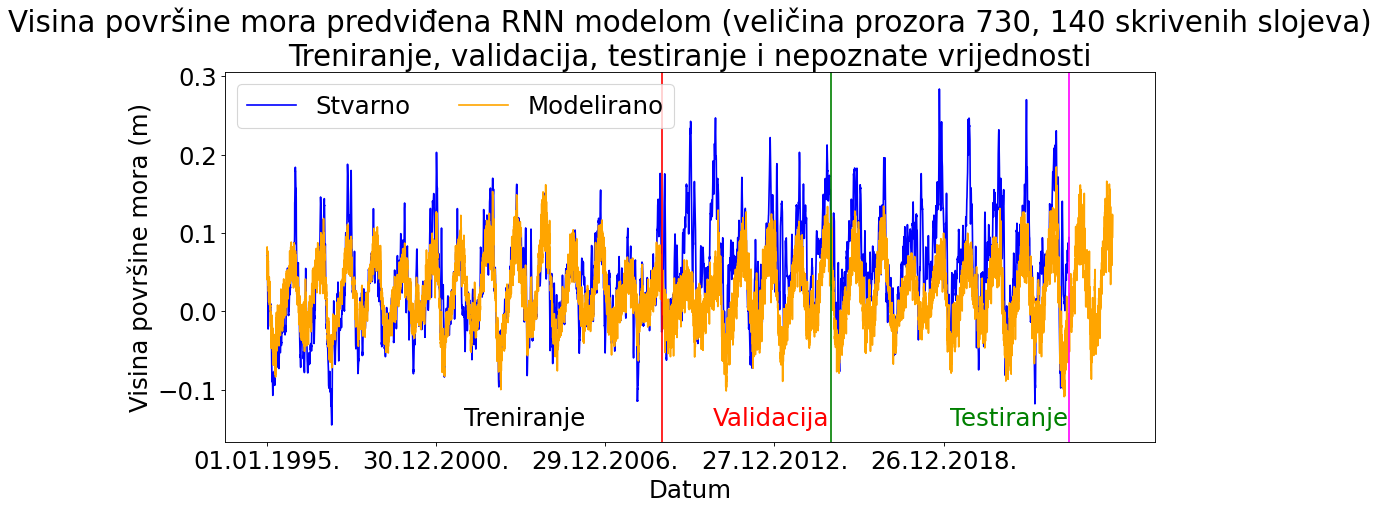 Visina površine mora predviđena RNN modelom (veličina prozora 730, 140 skrivenih slojeva)
Treniranje, validacija, testiranje i nepoznate vrijednosti
Visina površine mora (m)
0.3
0.2
0.1
0.0
−0.1
Stvarno
Modelirano
Treniranje
Validacija
Testiranje
01.01.1995.
30.12.2000.
29.12.2006.
27.12.2012.
26.12.2018.
Datum